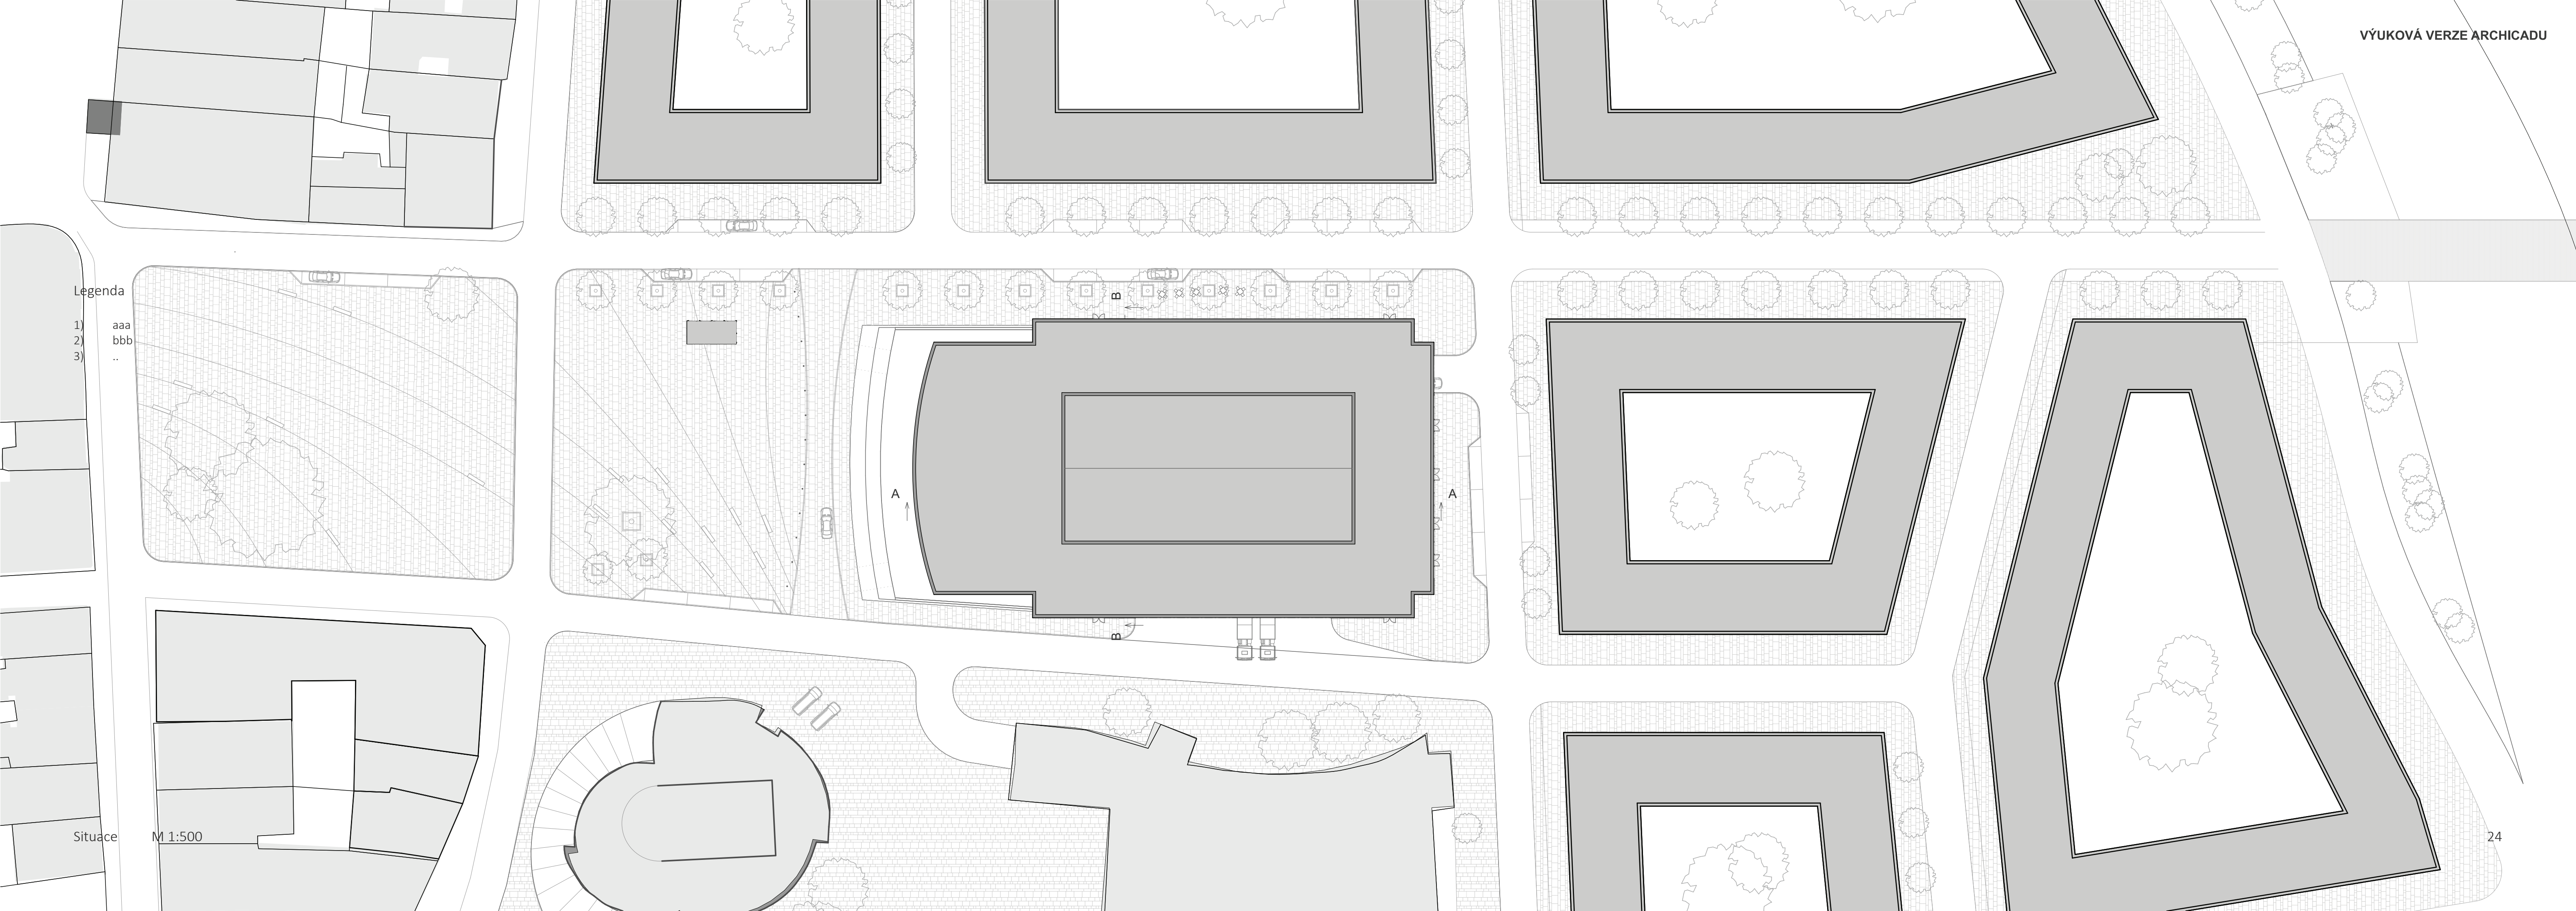 VÝUKOVÁ VERZE ARCHICADU
Legenda
1) aaa
2) bbb
3) ..
B
A
A
B
Situace M 1:500
24